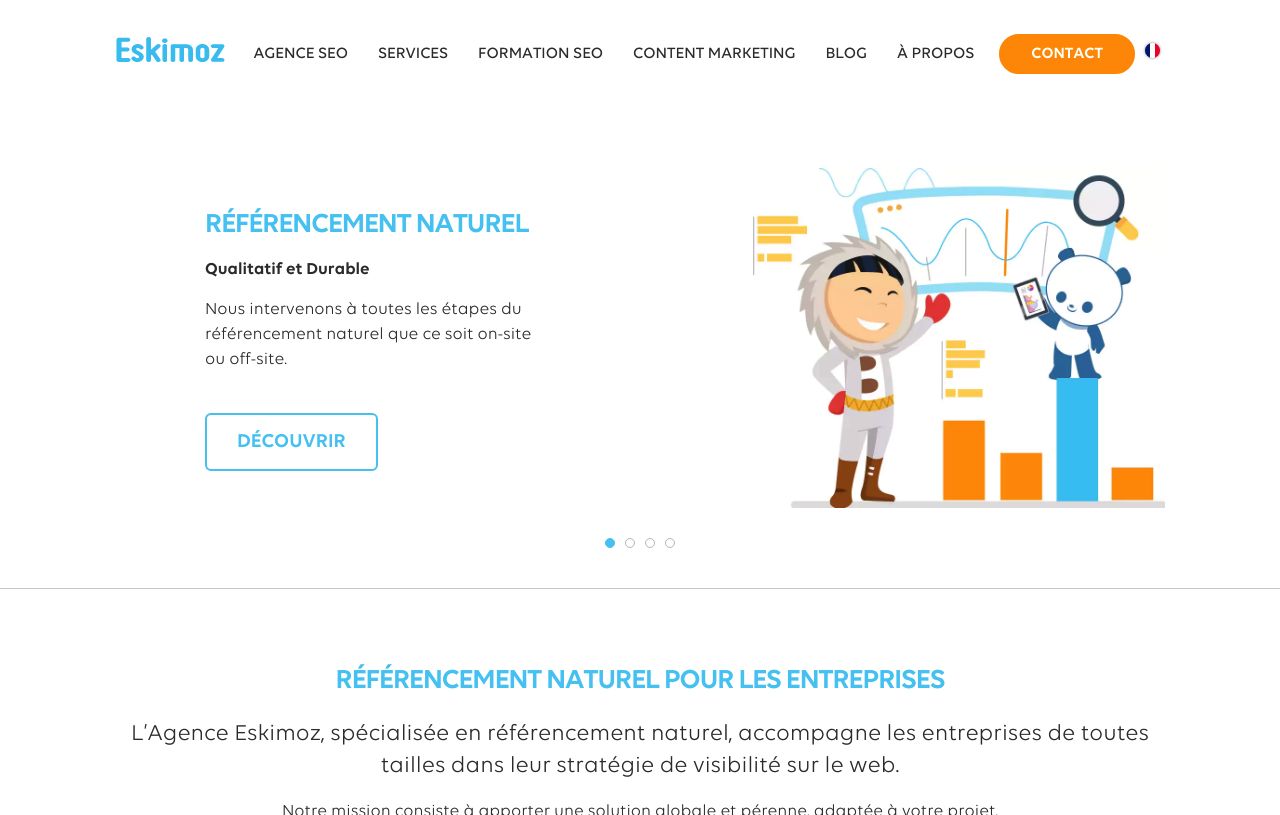 Eskimoz
AGENCE SEO
SERVICES
FORMATION SEO
CONTENT MARKETING
BLOG
À PROPOS
CONTACT
RÉFÉRENCEMENT NATUREL
Qualitatif et Durable
Nous intervenons à toutes les étapes du
référencement naturel que ce soit on-site
ou off-site.
DÉCOUVRIR
RÉFÉRENCEMENT NATUREL POUR LES ENTREPRISES
L’Agence Eskimoz, spécialisée en référencement naturel, accompagne les entreprises de toutes
tailles dans leur stratégie de visibilité sur le web.
Notre mission consiste à apporter une solution globale et pérenne, adaptée à votre projet.